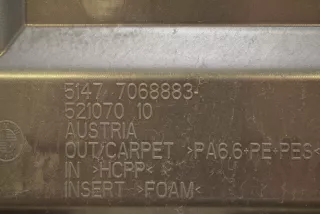 5147 7068883-
521070 10
AUSTRIA
OUT/CARPET >PA6,6+PE+PES<
IN >HCPP<
INSERT >FOAM<